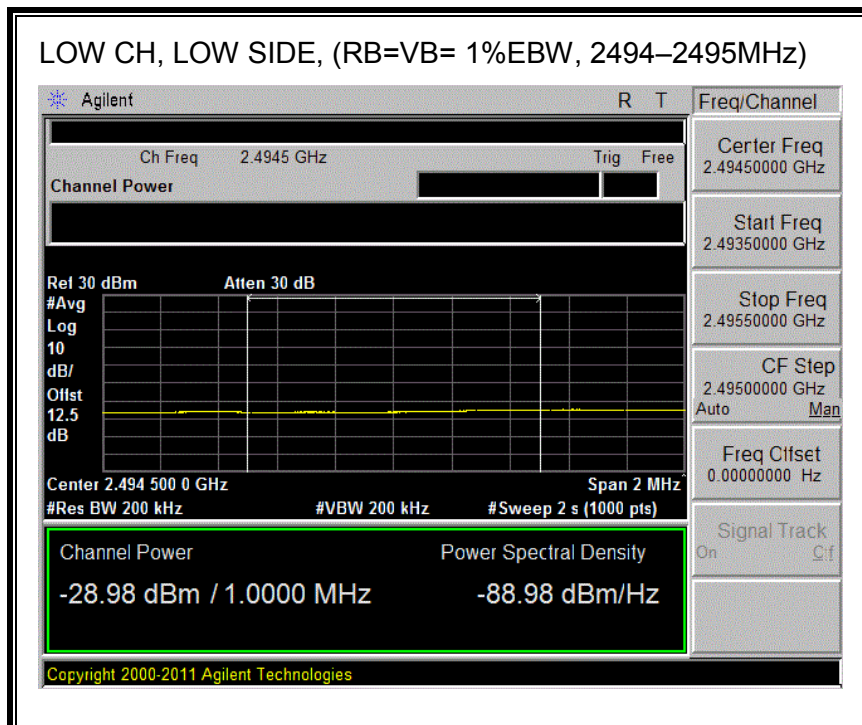 LOW CH, LOW SIDE, (RB=VB= 1%EBW, 2494–2495MHz)
Agilent R T Freq/Channel
Ch Freq 2.4945 GHz Trig Free
Channel Power
Center Freq
2.49450000 GHz
Start Freq
2.49350000 GHz
Stop Freq
2.49550000 GHz
CF Step
2.49500000 GHz
Auto Man
Freq Offset
0.00000000 Hz
Signal Track
On Off
Ref 30 dBm Atten 30 dB
#Avg
Log
10
dB/
Offst
12.5
dB
Center 2.494 500 0 GHz Span 2 MHz
#Res BW 200 kHz #VBW 200 kHz #Sweep 2 s (1000 pts)
Channel Power Power Spectral Density
-28.98 dBm / 1.0000 MHz -88.98 dBm/Hz
Copyright 2000-2011 Agilent Technologies